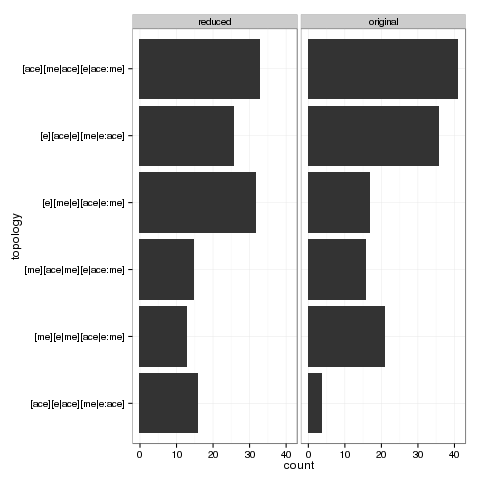 reduced original
[ace][me|ace][e|ace:me]
[e][ace|e][me|e:ace]
[e][me|e][ace|e:me]
[me][ace|me][e|ace:me]
[me][e|me][ace|e:me]
[ace][e|ace][me|e:ace]
topology
0 10 20 30 40 0 10 20 30 40
count